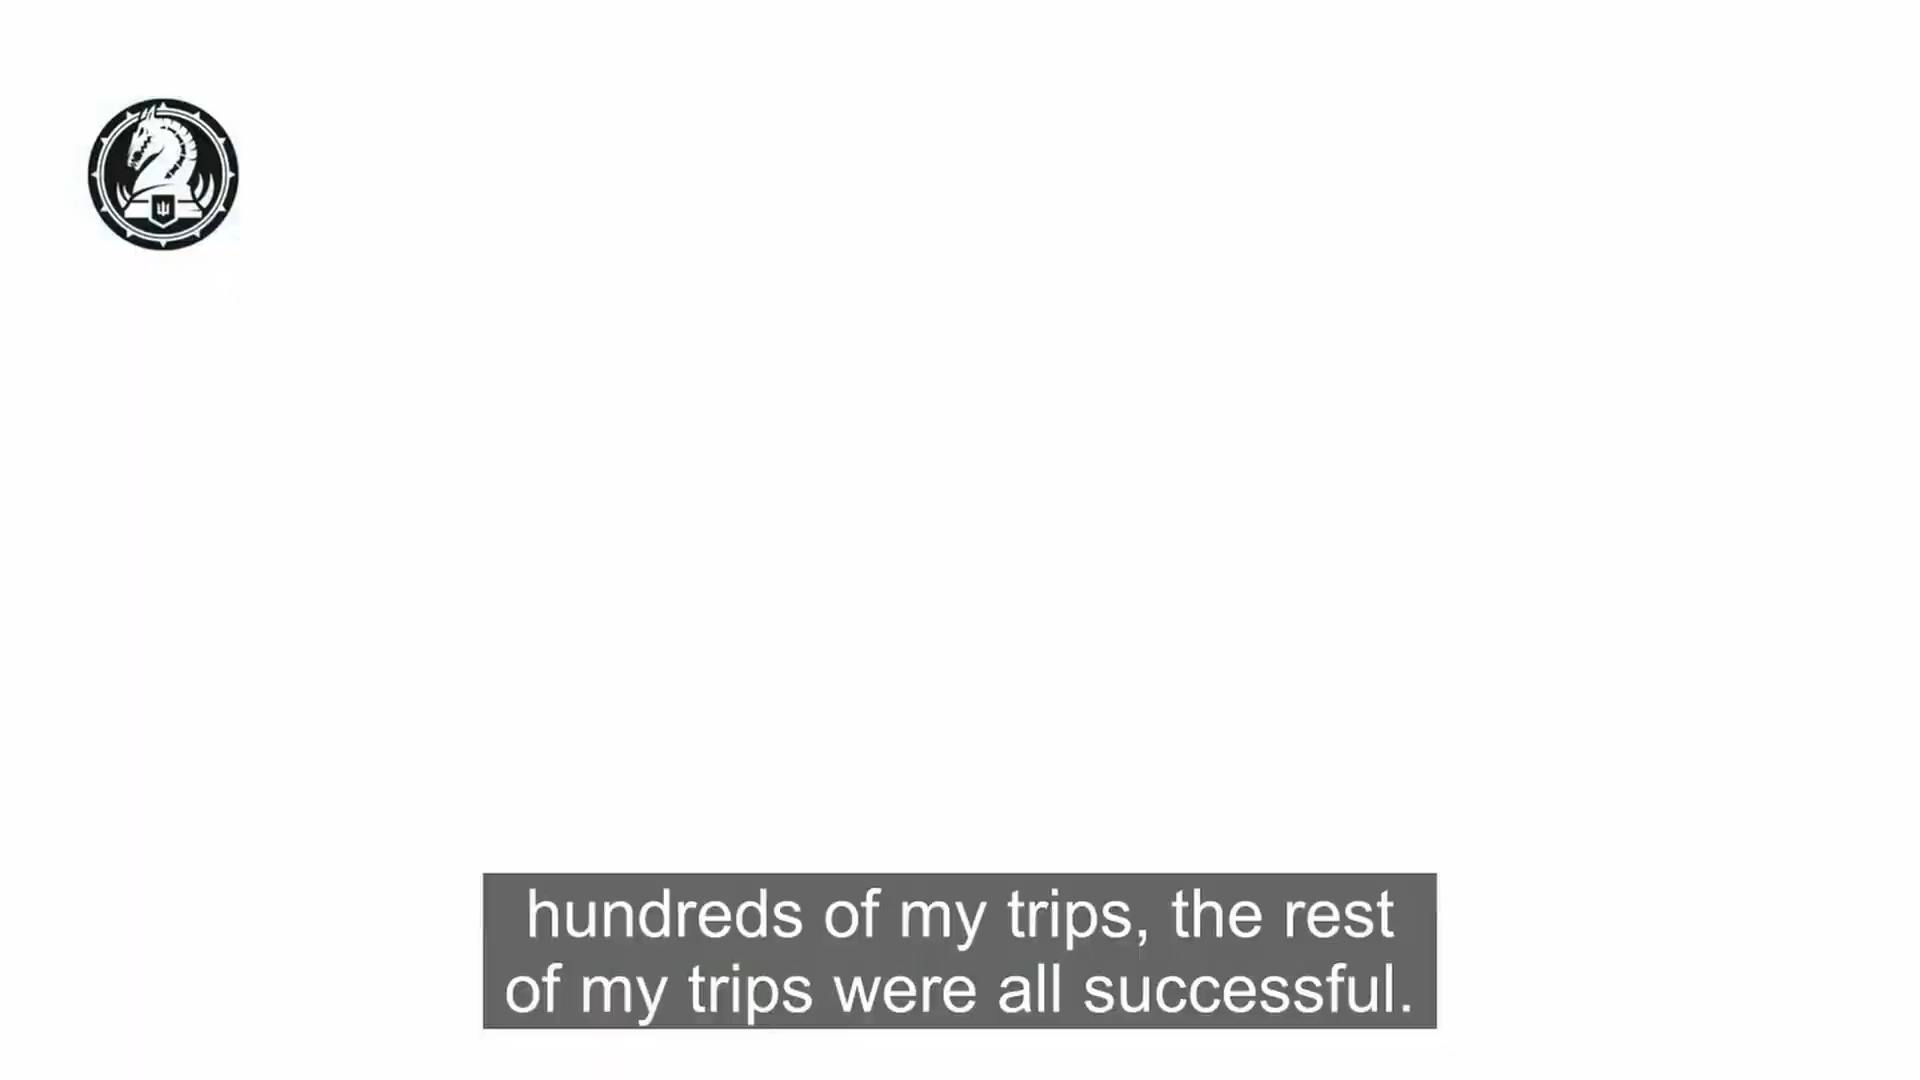 hundreds of my trips, the rest
of my trips were all successful.